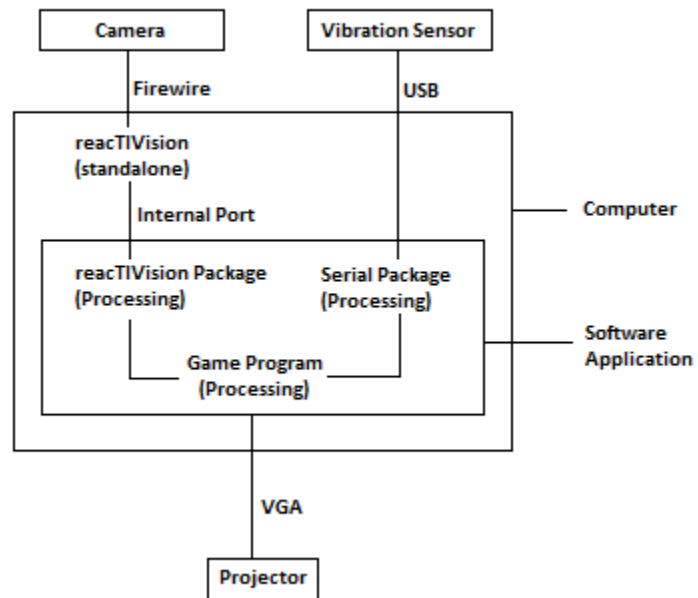 Camera
Vibration Sensor
Firewire
USB
reacTIVision
(standalone)
Internal Port
Computer
reacTIVision Package
(Processing)
Serial Package
(Processing)
Game Program
(Processing)
Software
Application
VGA
Projector